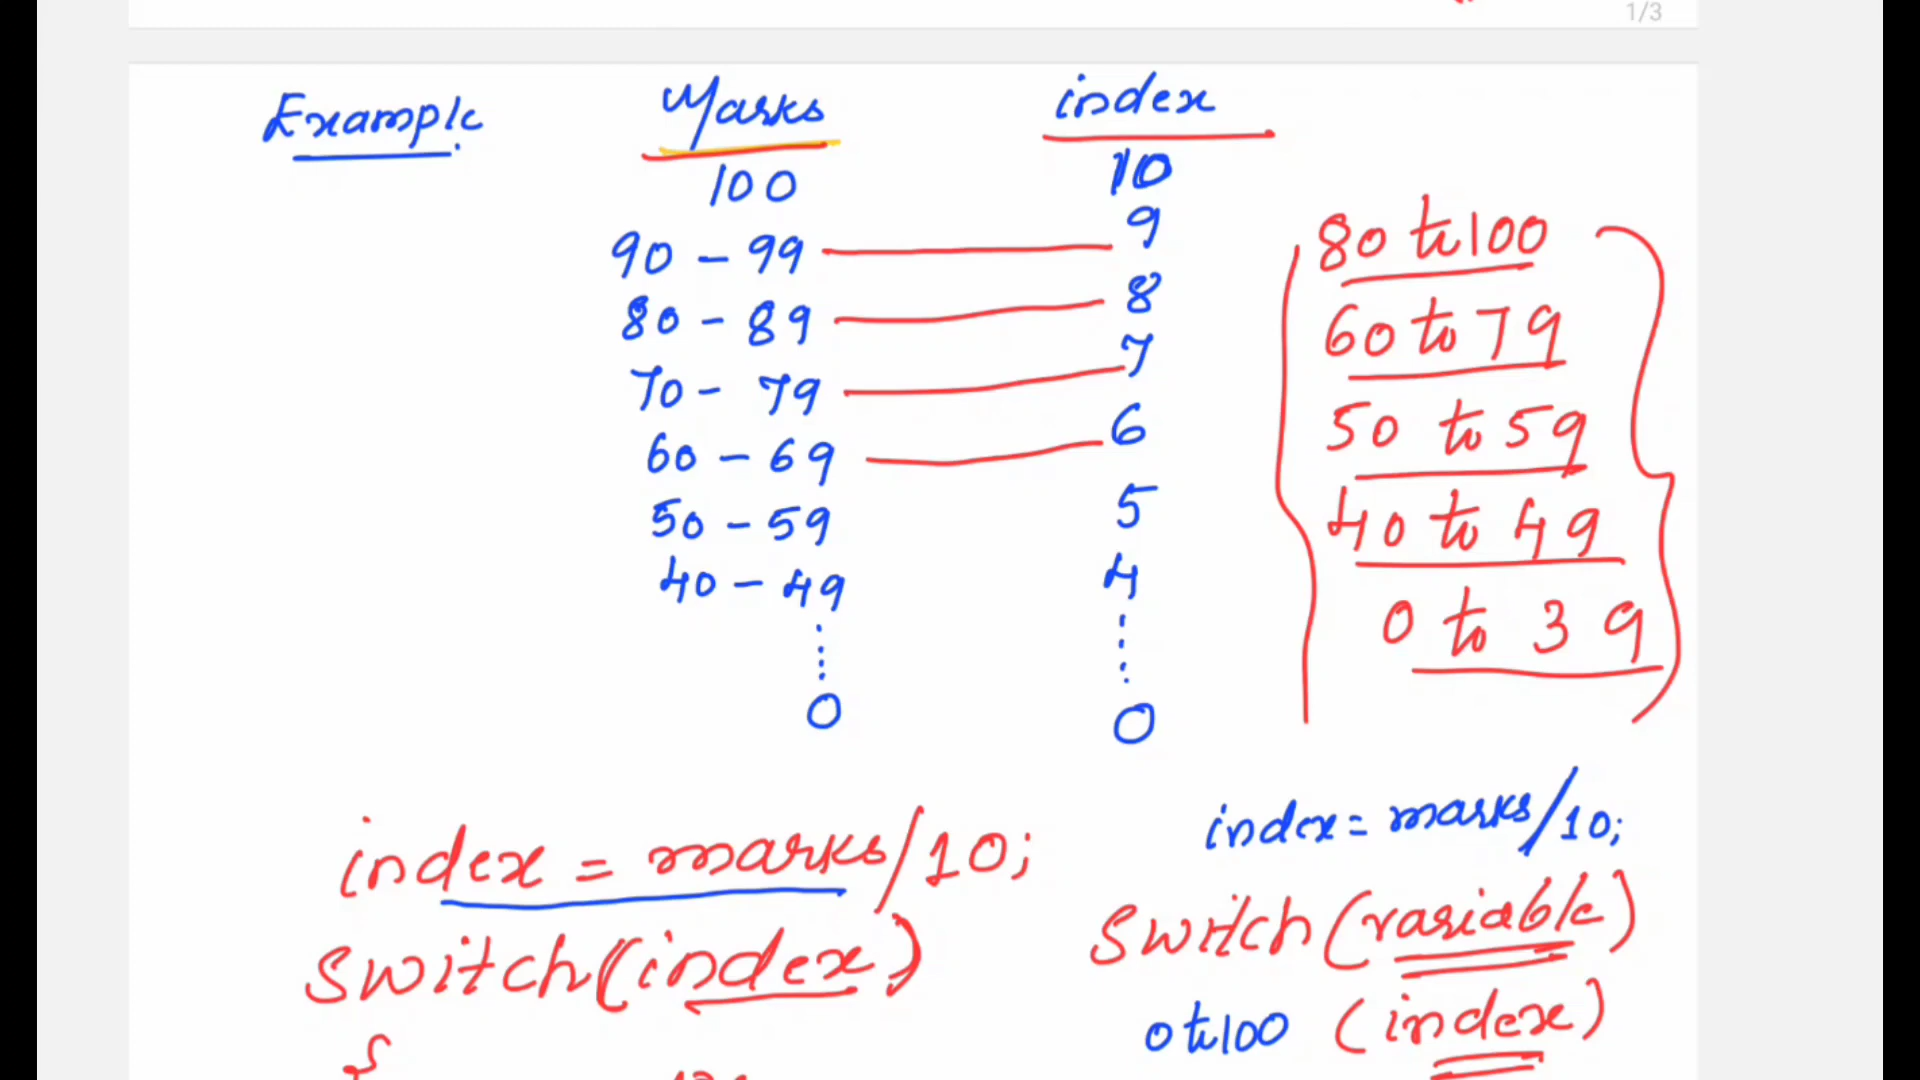 1/3
Example Marks index
100 10
90 - 99 9
80 - 89 8
70 - 79 7
60 - 69 6
50 - 59 5
40 - 49 4
0 0
80 to 100
60 to 79
50 to 59
40 to 49
0 to 39
index = marks/10;
switch(index)
{
index = marks/10;
switch(variable)
0 to 100 (index)